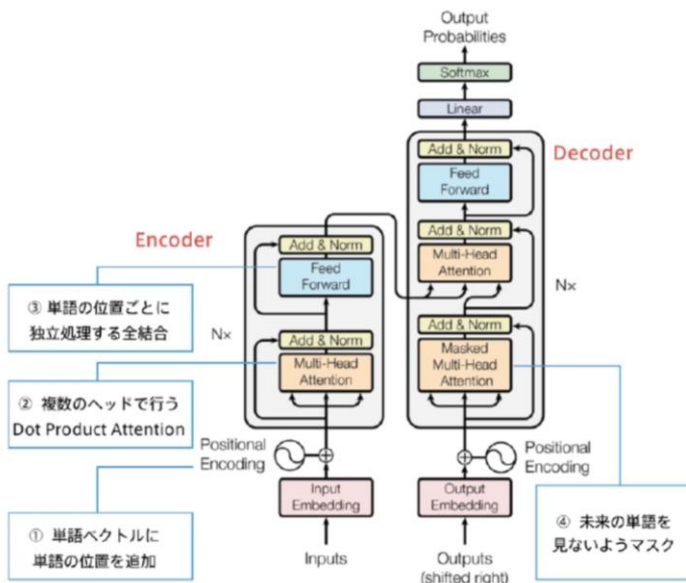 Output
Probabilities
Softmax
Linear
Add & Norm
Decoder
Feed
Forward
Add & Norm
Multi-Head
Attention
Nx
Add & Norm
Masked
Multi-Head
Attention
Positional
Encoding
Output
Embedding
Outputs
(shifted right)
Encoder
Add & Norm
Feed
Forward
Nx
Add & Norm
Multi-Head
Attention
Positional
Encoding
Input
Embedding
Inputs
③ 単語の位置ごとに
独立処理する全結合
② 複数のヘッドで行う
Dot Product Attention
① 単語ベクトルに
単語の位置を追加
④ 未来の単語を
見ないようマスク